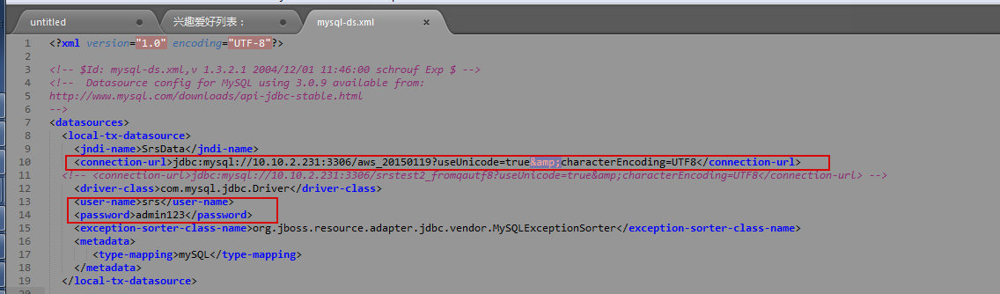 untitled
兴趣爱好列表：
mysql-ds.xml
1 <?xml version="1.0" encoding="UTF-8"?>
2
3 <!-- $Id: mysql-ds.xml,v 1.3.2.1 2004/12/01 11:46:00 schrouf Exp $ -->
4 <!-- Datasource config for MySQL using 3.0.9 available from:
5 http://www.mysql.com/downloads/api-jdbc-stable.html
6 -->
7 <datasources>
8 <local-tx-datasource>
9 <jndi-name>SrsData</jndi-name>
10 <connection-url>jdbc:mysql://10.10.2.231:3306/aws_20150119?useUnicode=true&amp;characterEncoding=UTF8</connection-url>
11 <!-- <connection-url>jdbc:mysql://10.10.2.231:3306/srstest2_fromqautf8?useUnicode=true&amp;characterEncoding=UTF8</connection-url> -->
12 <driver-class>com.mysql.jdbc.Driver</driver-class>
13 <user-name>srs</user-name>
14 <password>admin123</password>
15 <exception-sorter-class-name>org.jboss.resource.adapter.jdbc.vendor.MySQLExceptionSorter</exception-sorter-class-name>
16 <metadata>
17 <type-mapping>mySQL</type-mapping>
18 </metadata>
19 </local-tx-datasource>
20